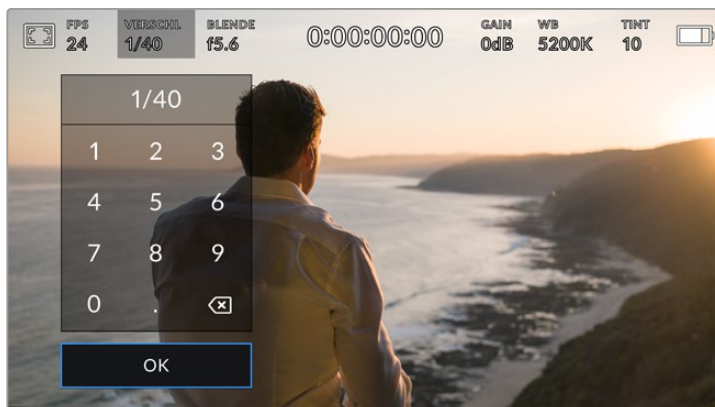 FPS VERSCHL. BLENDE GAIN WB TINT
24 1/40 f5.6 0:00:00:00 0dB 5200K 10
1/40
1 2 3
4 5 6
7 8 9
0 .
OK